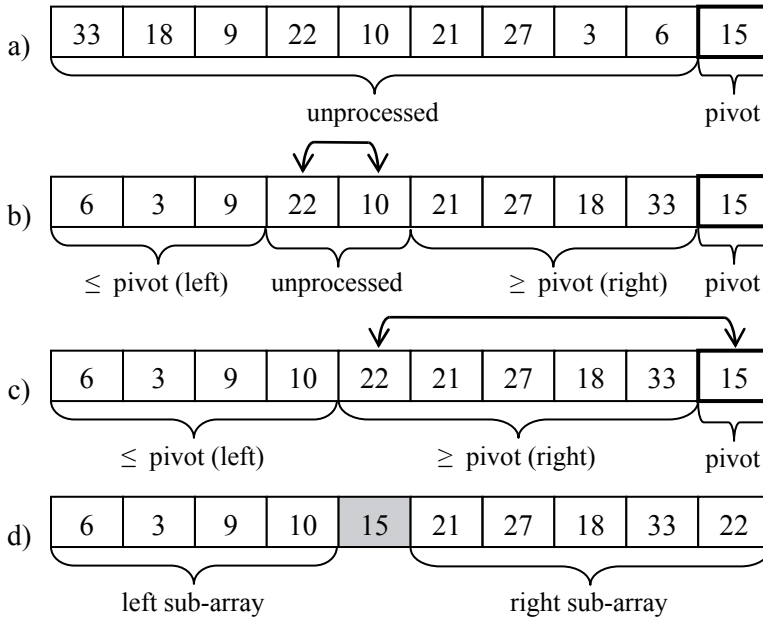 a) 33 18 9 22 10 21 27 3 6 15
unprocessed pivot
b) 6 3 9 22 10 21 27 18 33 15
≤ pivot (left) unprocessed ≥ pivot (right) pivot
c) 6 3 9 10 22 21 27 18 33 15
≤ pivot (left) ≥ pivot (right) pivot
d) 6 3 9 10 15 21 27 18 33 22
left sub-array right sub-array